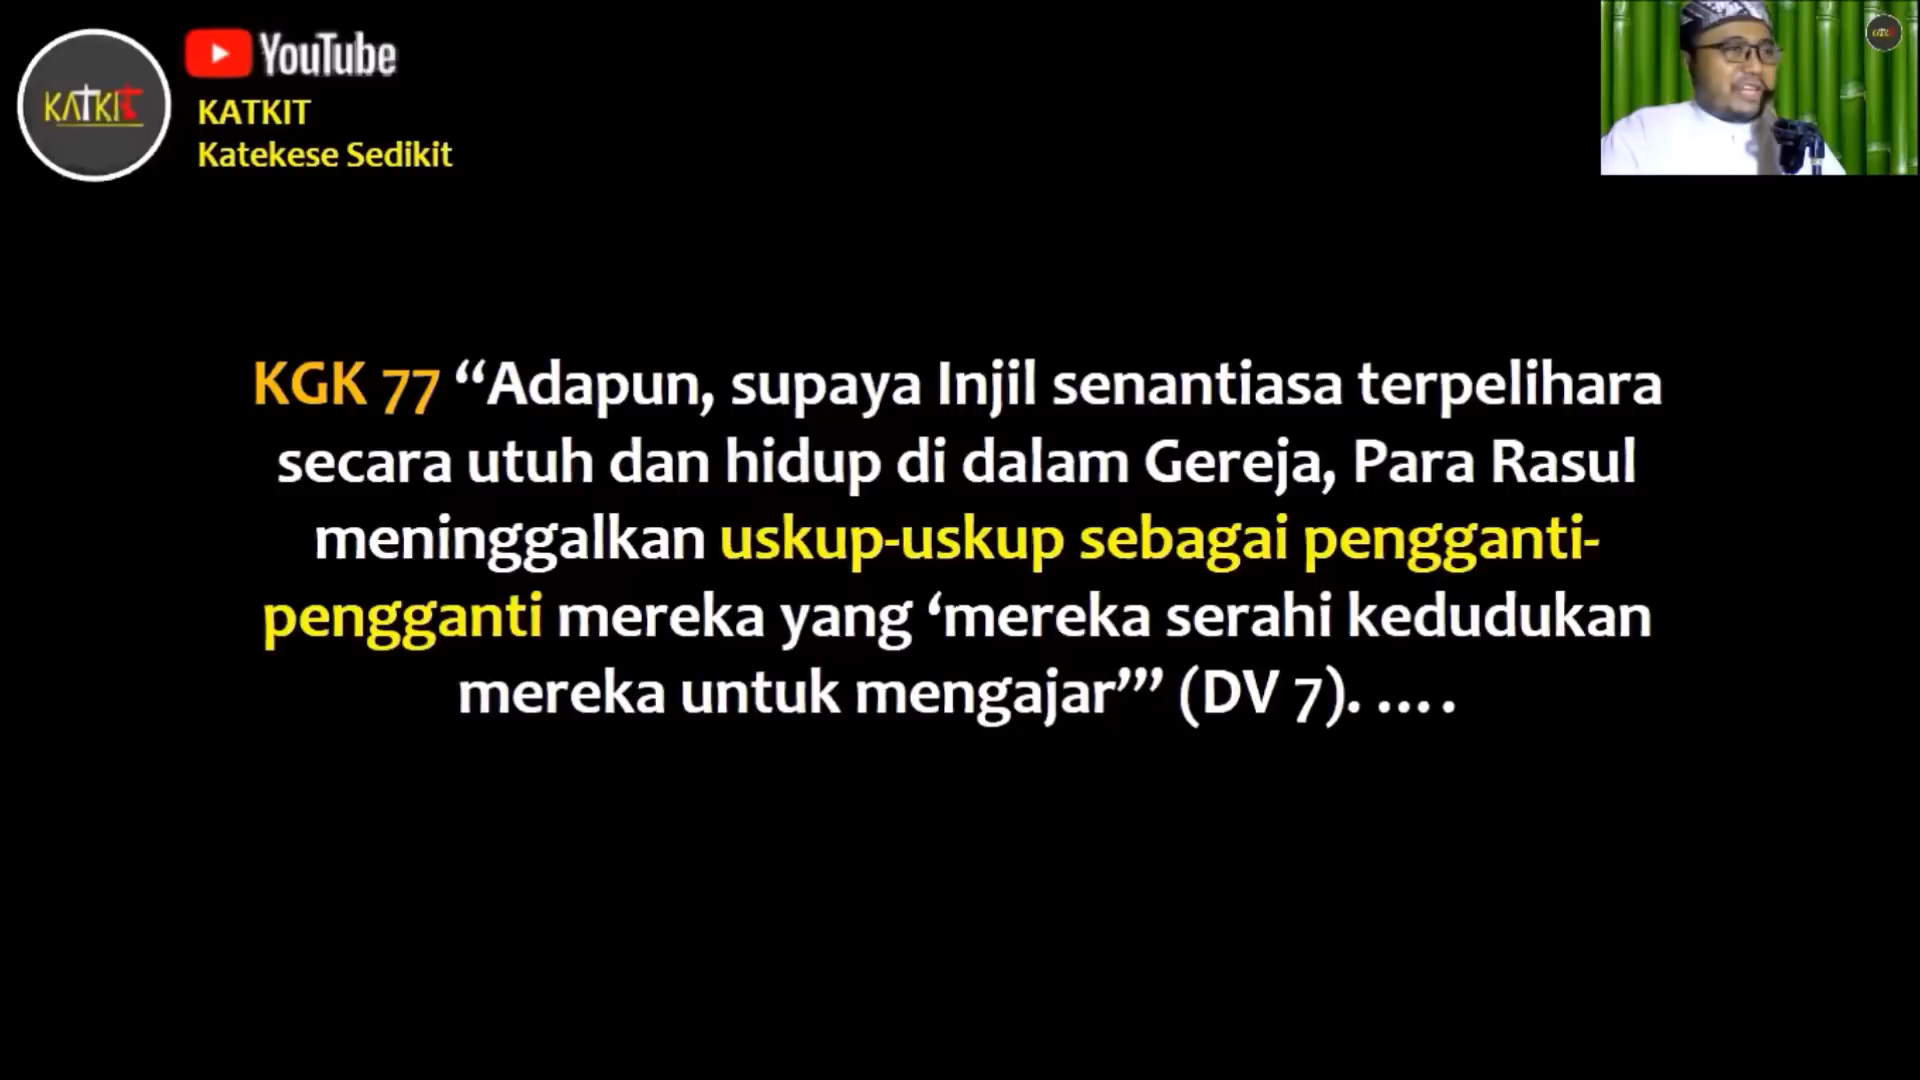 KATKIT
YouTube
KATKIT
Katekese Sedikit
KGK 77 “Adapun, supaya Injil senantiasa terpelihara
secara utuh dan hidup di dalam Gereja, Para Rasul
meninggalkan uskup-uskup sebagai pengganti-
pengganti mereka yang ‘mereka serahi kedudukan
mereka untuk mengajar’” (DV 7). ... .